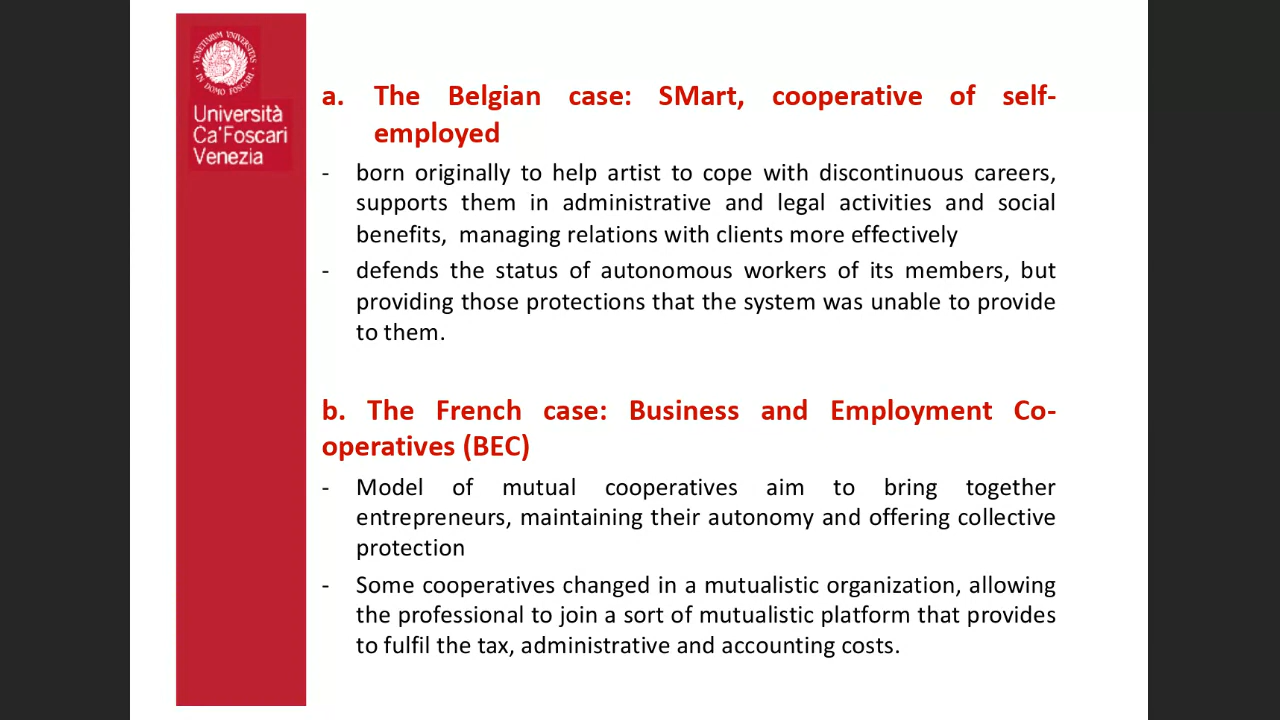 VENETIARUM UNIVERSITAS
IN DOMO FOSCARI
Università
Ca'Foscari
Venezia
a. The Belgian case: SMart, cooperative of self-
employed
- born originally to help artist to cope with discontinuous careers,
supports them in administrative and legal activities and social
benefits, managing relations with clients more effectively
- defends the status of autonomous workers of its members, but
providing those protections that the system was unable to provide
to them.
b. The French case: Business and Employment Co-
operatives (BEC)
- Model of mutual cooperatives aim to bring together
entrepreneurs, maintaining their autonomy and offering collective
protection
- Some cooperatives changed in a mutualistic organization, allowing
the professional to join a sort of mutualistic platform that provides
to fulfil the tax, administrative and accounting costs.